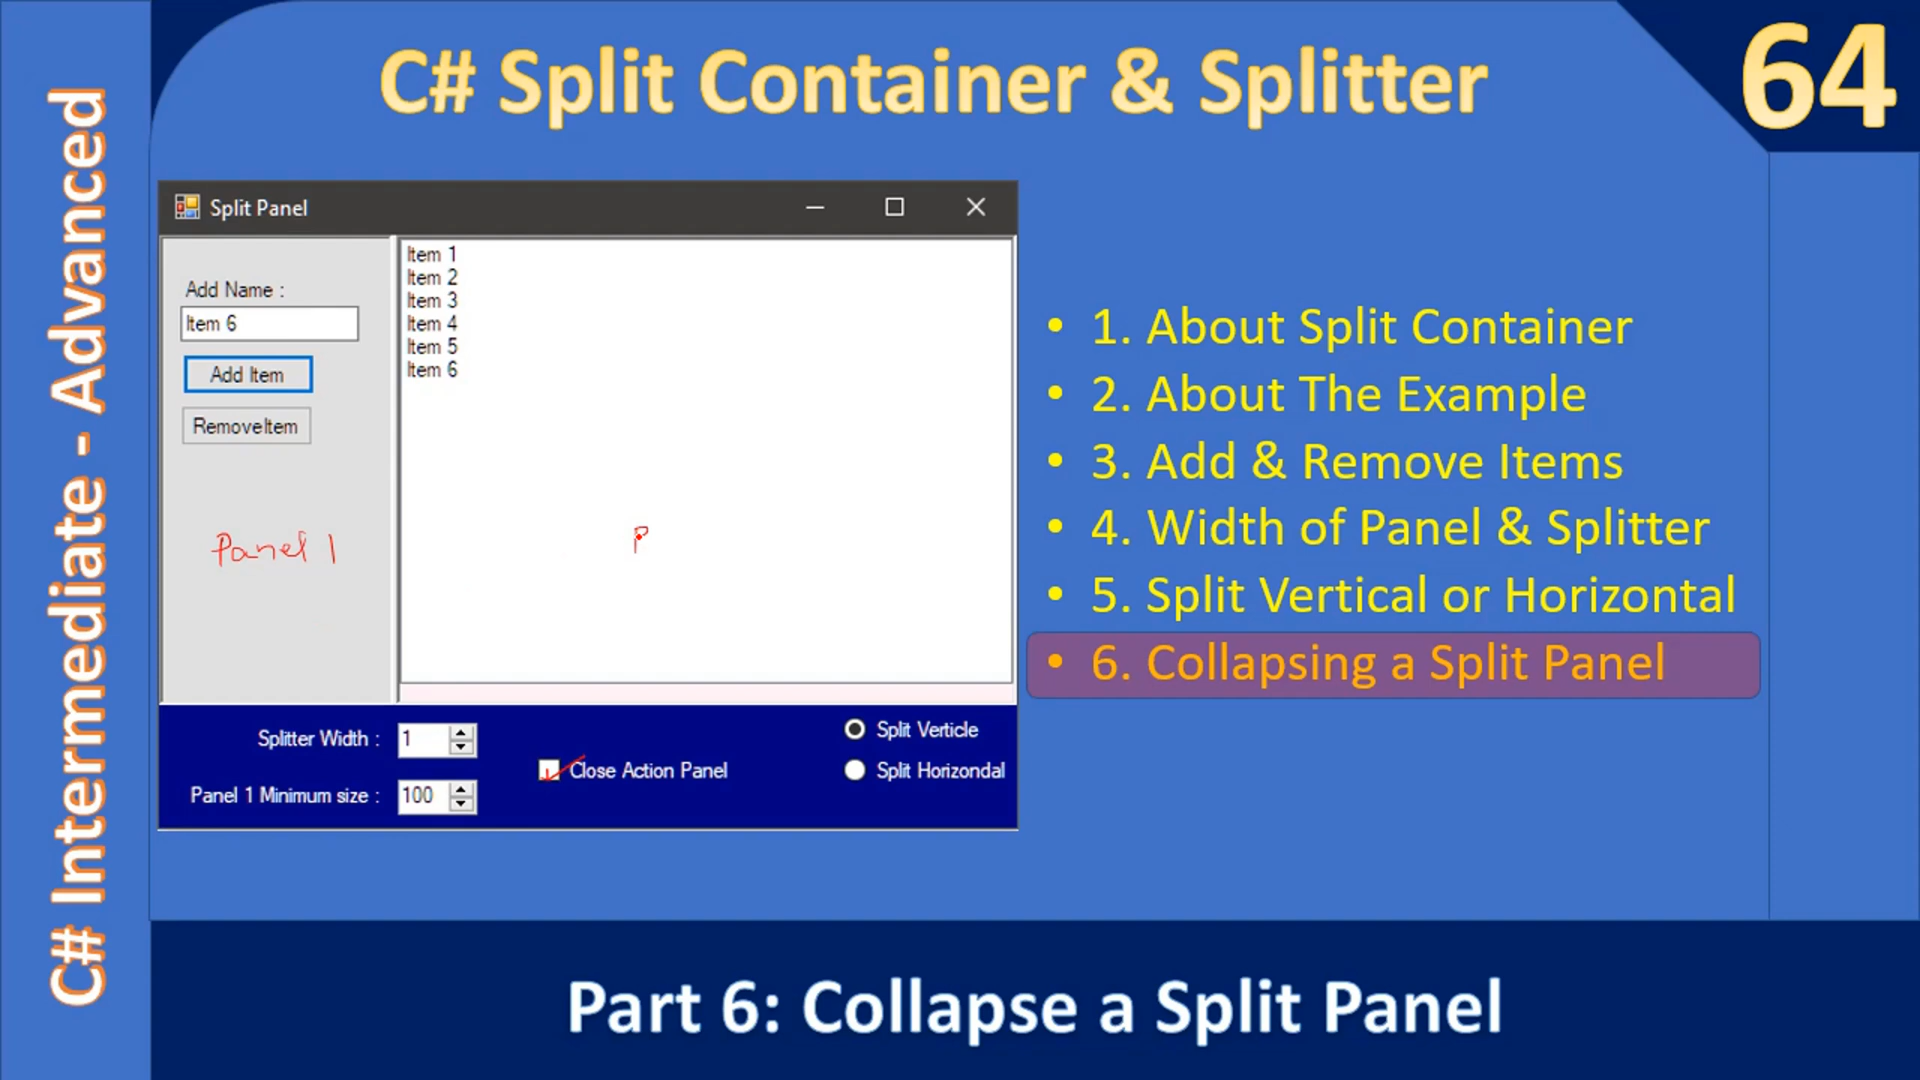 C# Intermediate - Advanced
C# Split Container & Splitter
64
Split Panel
Add Name :
Item 6
Add Item
RemoveItem
Panel 1
Item 1
Item 2
Item 3
Item 4
Item 5
Item 6
P
Splitter Width :
1
Panel 1 Minimum size :
100
Close Action Panel
Split Verticle
Split Horizondal
• 1. About Split Container
• 2. About The Example
• 3. Add & Remove Items
• 4. Width of Panel & Splitter
• 5. Split Vertical or Horizontal
• 6. Collapsing a Split Panel
Part 6: Collapse a Split Panel